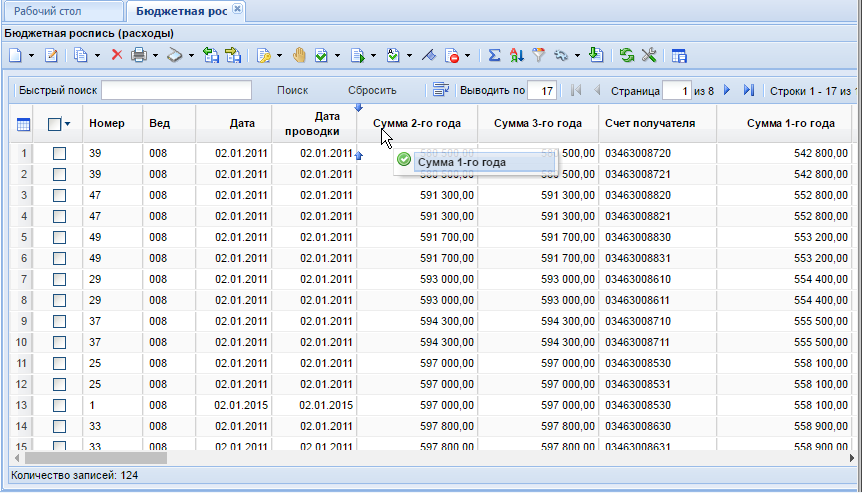 Рабочий стол Бюджетная рос
Бюджетная роспись (расходы)
Быстрый поиск Поиск Сбросить Выводить по 17 Страница 1 из 8 Строки 1 - 17 из
Номер Вед Дата Дата проводки Сумма 2-го года Сумма 3-го года Счет получателя Сумма 1-го года
Сумма 1-го года
1 39 008 02.01.2011 02.01.2011 500,00 03463008720 542 800,00
2 39 008 02.01.2011 02.01.2011 500,00 03463008721 542 800,00
3 47 008 02.01.2011 02.01.2011 591 300,00 591 300,00 03463008820 552 800,00
4 47 008 02.01.2011 02.01.2011 591 300,00 591 300,00 03463008821 552 800,00
5 49 008 02.01.2011 02.01.2011 591 700,00 591 700,00 03463008830 553 200,00
6 49 008 02.01.2011 02.01.2011 591 700,00 591 700,00 03463008831 553 200,00
7 29 008 02.01.2011 02.01.2011 593 000,00 593 000,00 03463008610 554 400,00
8 29 008 02.01.2011 02.01.2011 593 000,00 593 000,00 03463008611 554 400,00
9 37 008 02.01.2011 02.01.2011 594 300,00 594 300,00 03463008710 555 500,00
10 37 008 02.01.2011 02.01.2011 594 300,00 594 300,00 03463008711 555 500,00
11 25 008 02.01.2011 02.01.2011 597 000,00 597 000,00 03463008530 558 100,00
12 25 008 02.01.2011 02.01.2011 597 000,00 597 000,00 03463008531 558 100,00
13 1 008 02.01.2015 02.01.2015 597 000,00 597 000,00 03463008530 558 100,00
14 33 008 02.01.2011 02.01.2011 597 800,00 597 800,00 03463008630 558 900,00
15 33 008 02.01.2011 02.01.2011 597 800,00 597 800,00 03463008631 558 900,00
Количество записей: 124